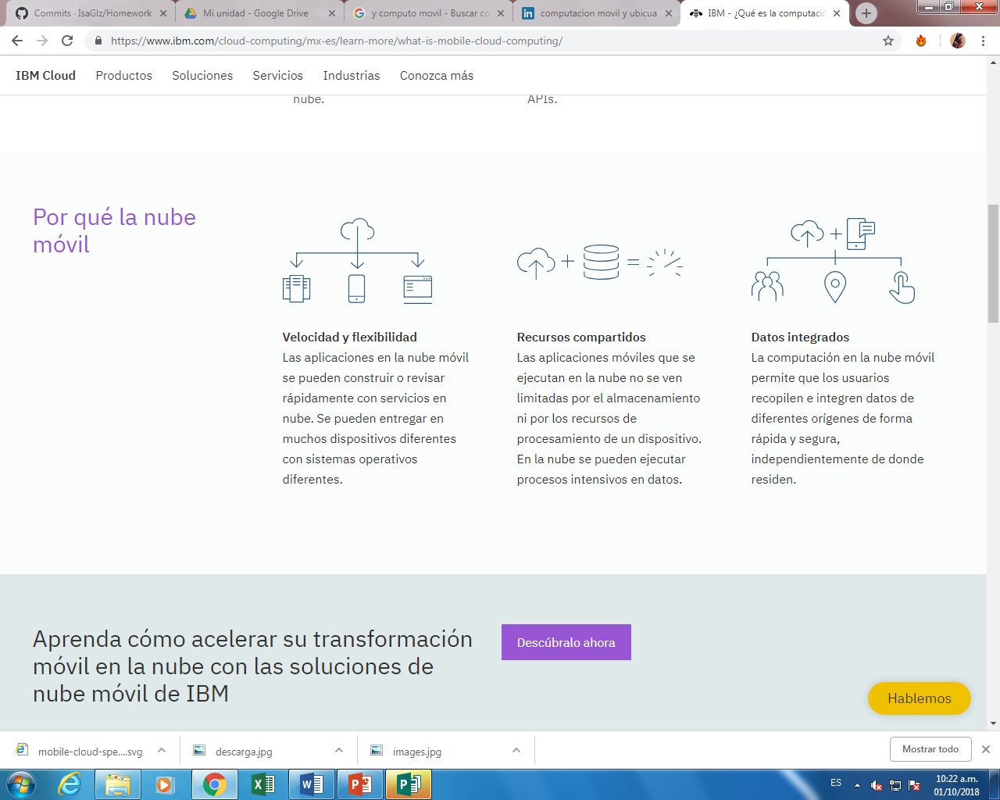 Commits · IsaGlz/Homework
Mi unidad - Google Drive
y computo movil - Buscar co
computacion movil y ubicua
IBM - ¿Qué es la computació
https://www.ibm.com/cloud-computing/mx-es/learn-more/what-is-mobile-cloud-computing/
IBM Cloud Productos Soluciones Servicios Industrias Conozca más
nube. APIs.
Por qué la nube
móvil
Velocidad y flexibilidad
Las aplicaciones en la nube móvil
se pueden construir o revisar
rápidamente con servicios en
nube. Se pueden entregar en
muchos dispositivos diferentes
con sistemas operativos
diferentes.
Recursos compartidos
Las aplicaciones móviles que se
ejecutan en la nube no se ven
limitadas por el almacenamiento
ni por los recursos de
procesamiento de un dispositivo.
En la nube se pueden ejecutar
procesos intensivos en datos.
Datos integrados
La computación en la nube móvil
permite que los usuarios
recopilen e integren datos de
diferentes orígenes de forma
rápida y segura,
independientemente de donde
residen.
Aprenda cómo acelerar su transformación
móvil en la nube con las soluciones de
nube móvil de IBM
Descúbralo ahora
Hablemos
mobile-cloud-spe....svg
descarga.jpg
images.jpg
Mostrar todo
ES
10:22 a.m.
01/10/2018